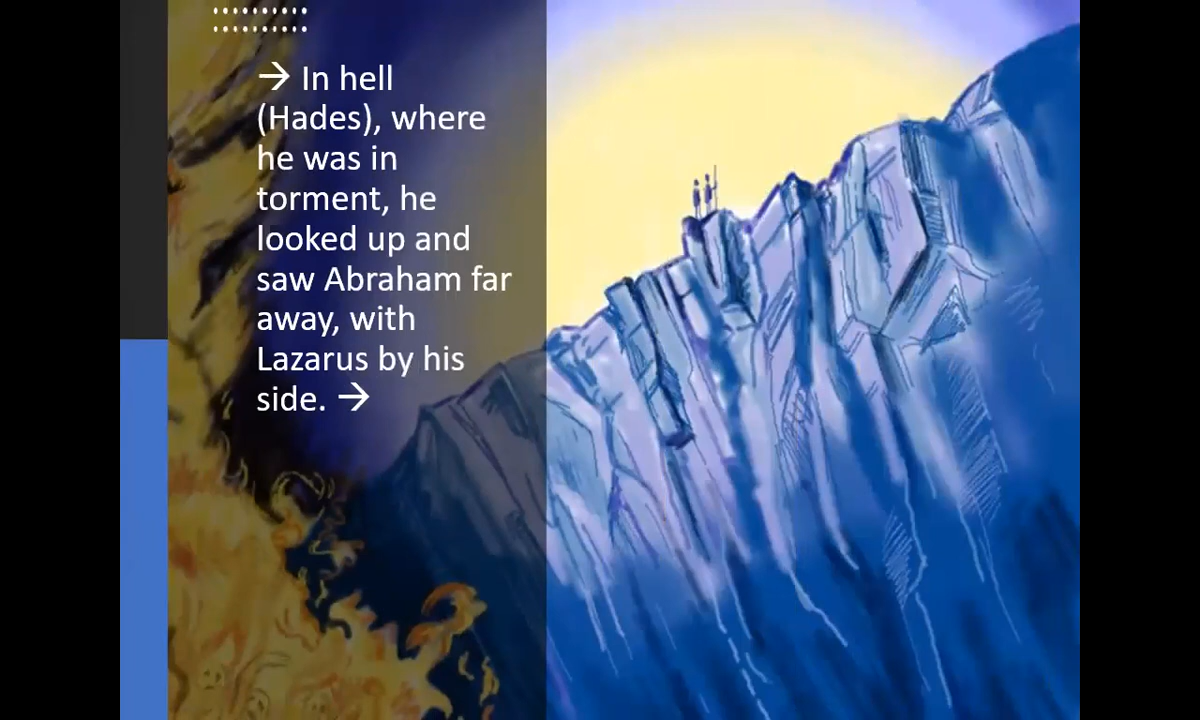 → In hell
(Hades), where
he was in
torment, he
looked up and
saw Abraham far
away, with
Lazarus by his
side. →